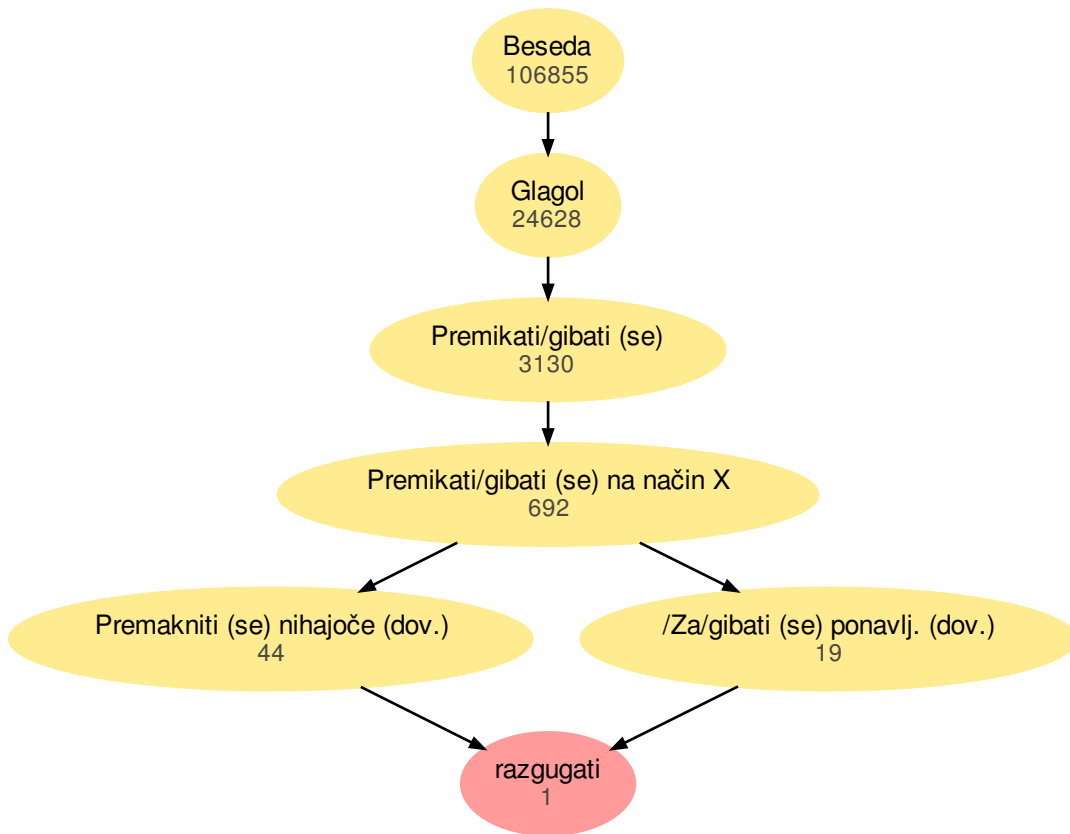 Beseda
106855
Glagol
24628
Premikati/gibati (se)
3130
Premikati/gibati (se) na način X
692
Premakniti (se) nihajoče (dov.)
44
/Za/gibati (se) ponavlj. (dov.)
19
razgugati
1